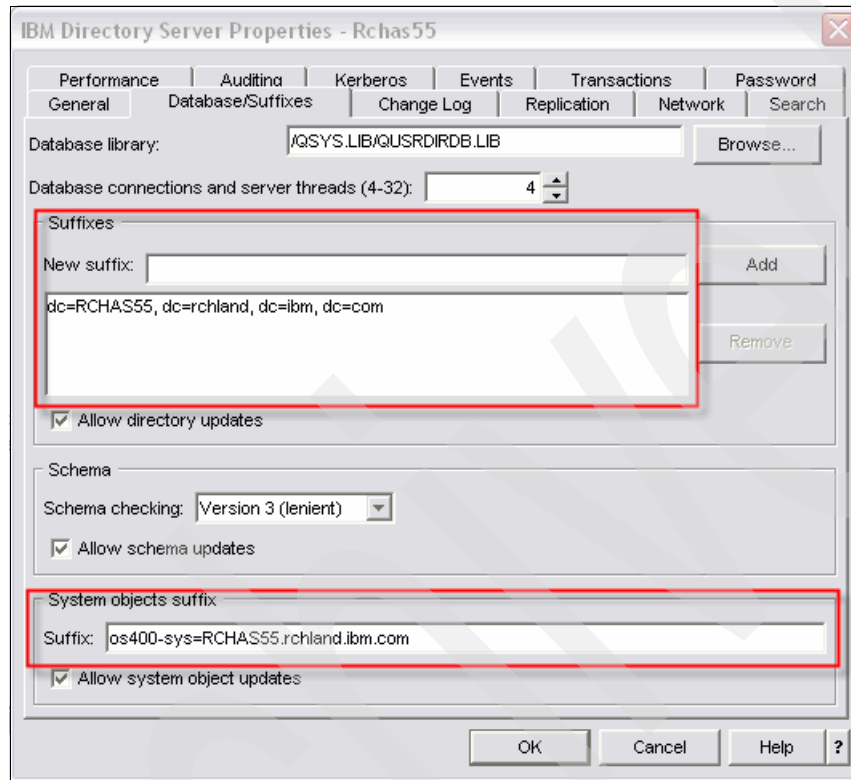 IBM Directory Server Properties - Rchas55
Performance Auditing Kerberos Events Transactions Password
General Database/Suffixes Change Log Replication Network Search
Database library: /QSYS.LIB/QUSRDIRDB.LIB Browse...
Database connections and server threads (4-32): 4
Suffixes
New suffix: Add
dc=RCHAS55, dc=rchland, dc=ibm, dc=com
Remove
Allow directory updates
Schema
Schema checking: Version 3 (lenient)
Allow schema updates
System objects suffix
Suffix: os400-sys=RCHAS55.rchland.ibm.com
Allow system object updates
OK Cancel Help ?